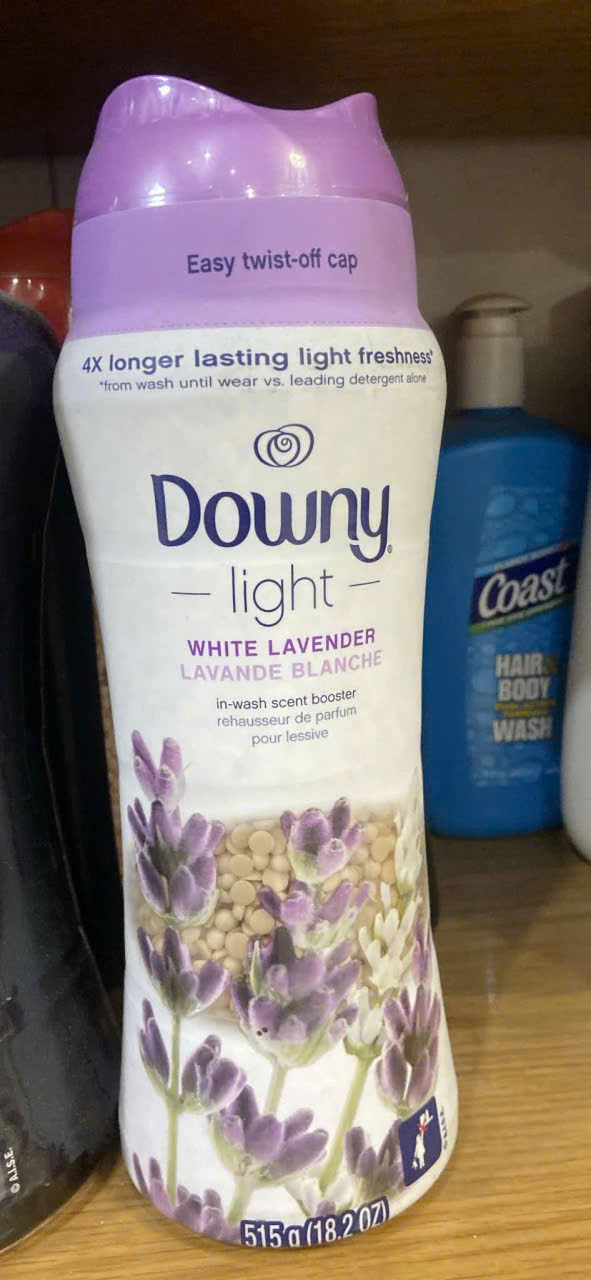 Easy twist-off cap
4X longer lasting light freshness*
*from wash until wear vs. leading detergent alone
Downy®
light
WHITE LAVENDER
LAVANDE BLANCHE
in-wash scent booster
rehausseur de parfum
pour lessive
515 g (18.2 OZ)
Coast
HAIR &
BODY
WASH
© A.I.S.E.